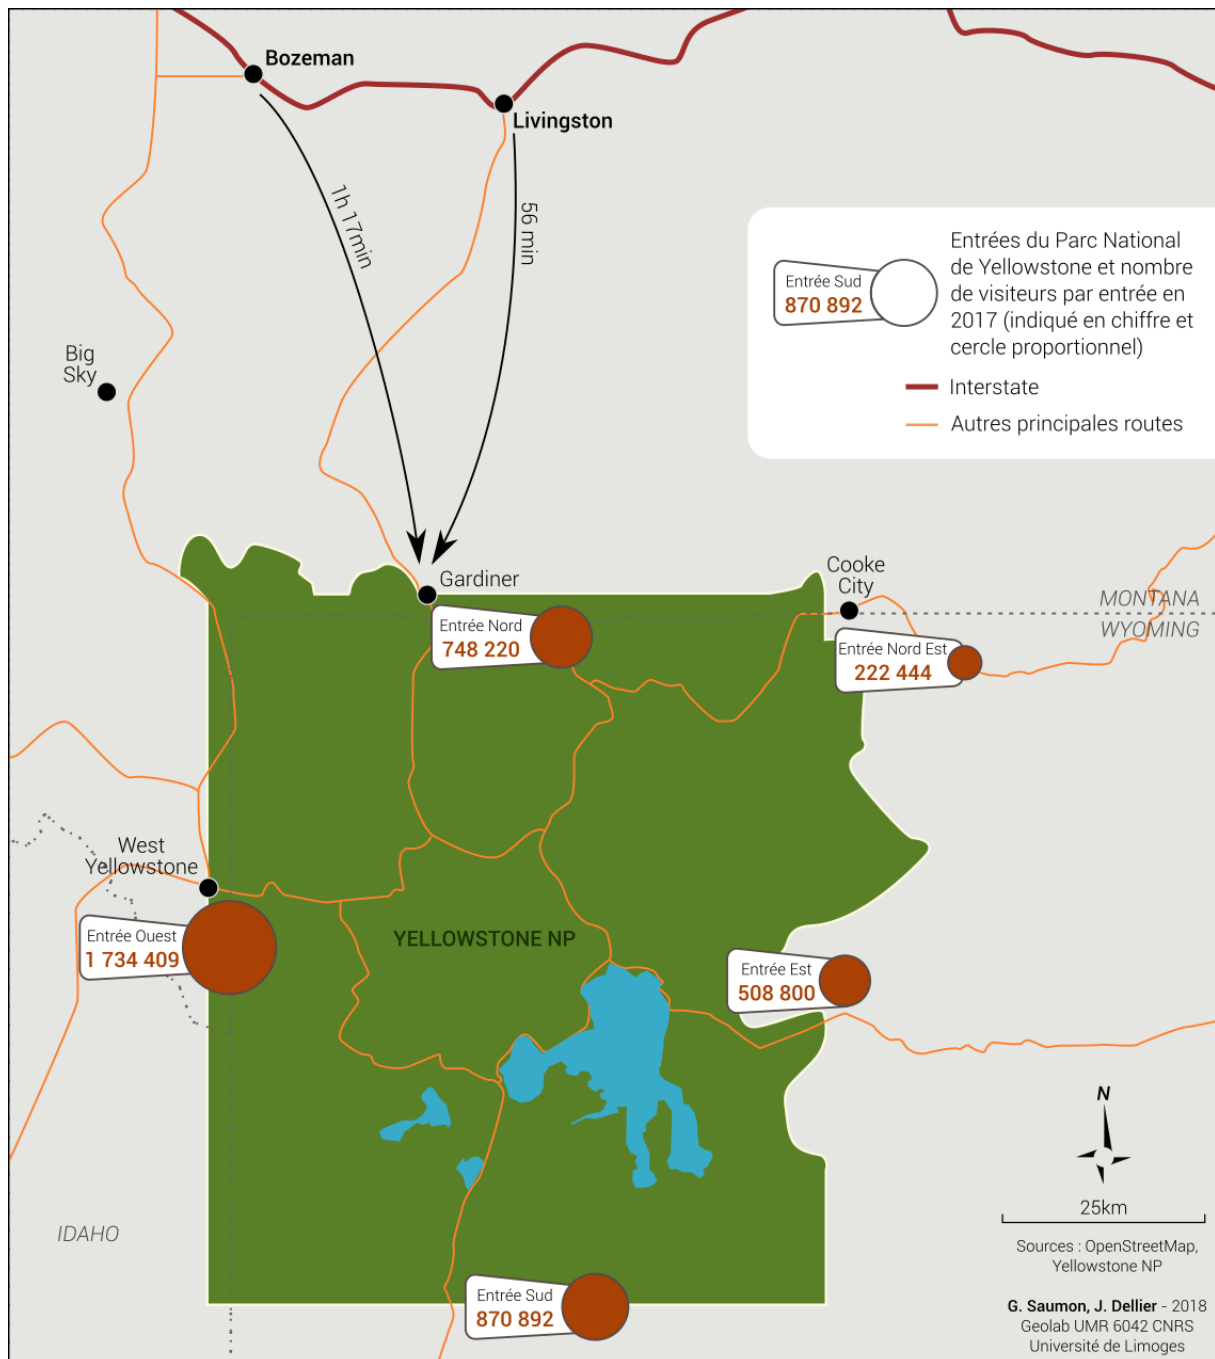 Bozeman
Livingston
1h 17min
56 min
Entrée Sud
870 892
Entrées du Parc National
de Yellowstone et nombre
de visiteurs par entrée en
2017 (indiqué en chiffre et
cercle proportionnel)
Interstate
Autres principales routes
Big
Sky
Gardiner
Cooke
City
MONTANA
WYOMING
Entrée Nord
748 220
Entrée Nord Est
222 444
West
Yellowstone
Entrée Ouest
1 734 409
YELLOWSTONE NP
Entrée Est
508 800
N
25km
IDAHO
Sources : OpenStreetMap,
Yellowstone NP
Entrée Sud
870 892
G. Saumon, J. Dellier - 2018
Geolab UMR 6042 CNRS
Université de Limoges